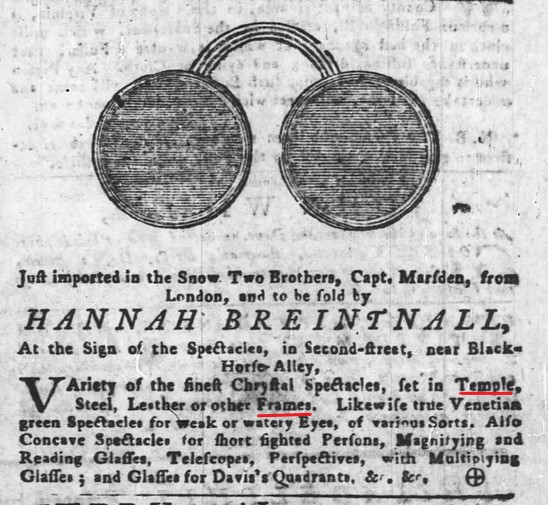 Juſt imported in the Snow Two Brothers, Capt. Marſden, from
London, and to be ſold by
HANNAH BREINTNALL,
At the Sign of the Spectacles, in Second-ſtreet, near Black-
Horſe-Alley,
VAriety of the fineſt Chryſtal Spectacles, ſet in Temple,
Steel, Leather or other Frames. Likewiſe true Venetian
green Spectacles for weak or watery Eyes, of various Sorts. Alſo
Concave Spectacles for ſhort ſighted Perſons, Magnifying and
Reading Glaſſes, Teleſcopes, Perſpectives, with Multiplying
Glaſſes; and Glaſſes for Davis's Quadrants, &c. &c.